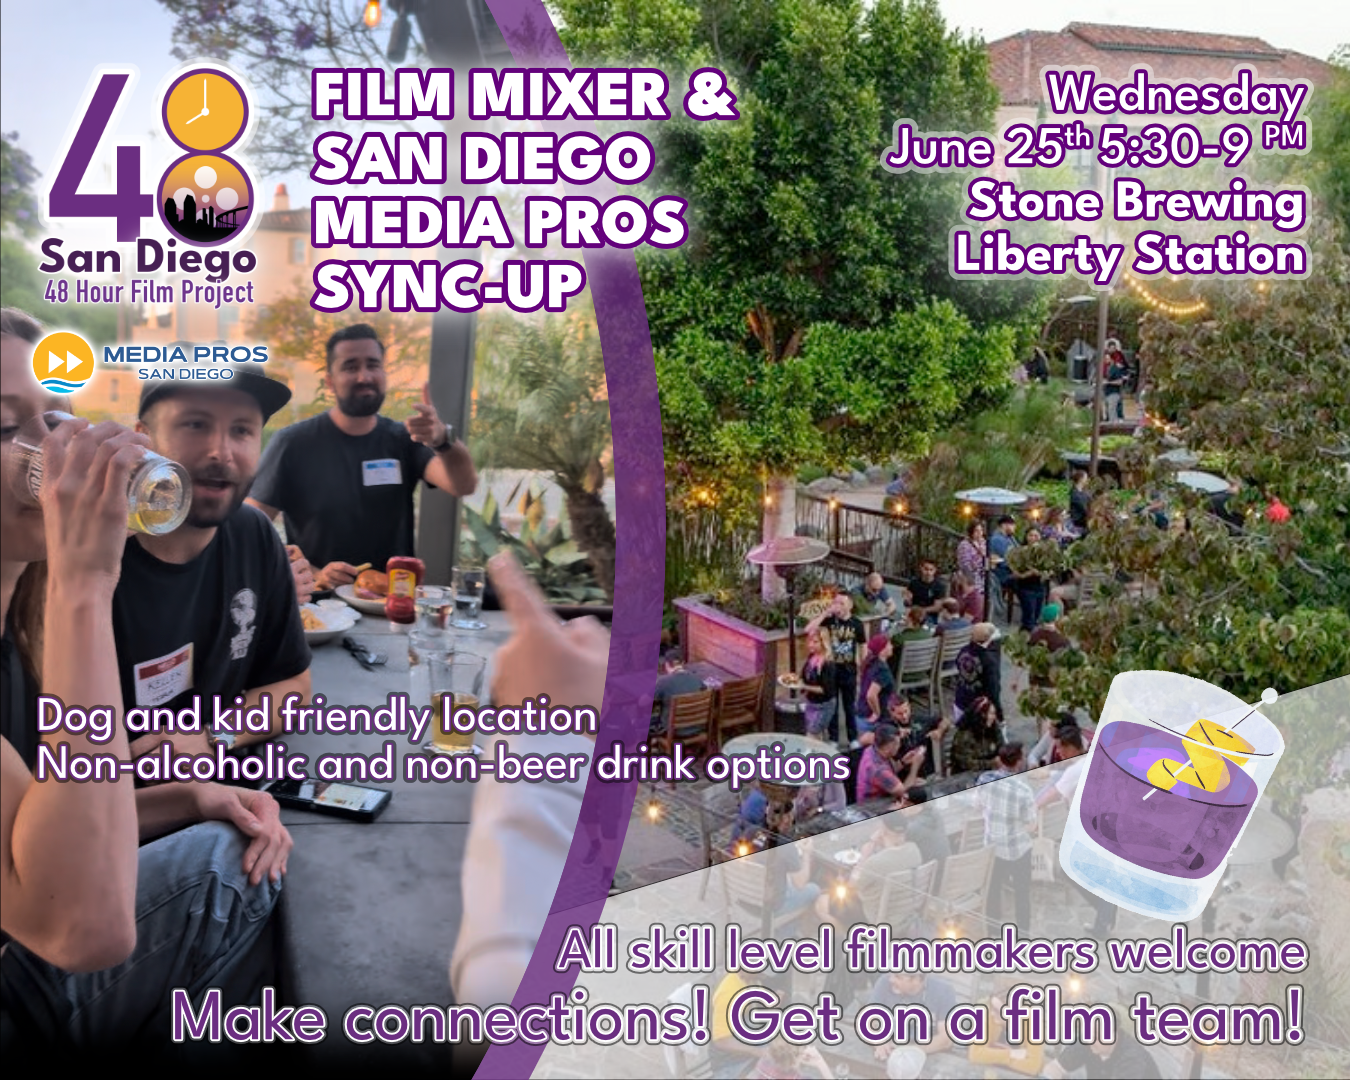 48
San Diego
48 Hour Film Project
MEDIA PROS
SAN DIEGO
FILM MIXER &
SAN DIEGO
MEDIA PROS
SYNC-UP
Wednesday
June 25th 5:30-9 PM
Stone Brewing
Liberty Station
Dog and kid friendly location
Non-alcoholic and non-beer drink options
All skill level filmmakers welcome
Make connections! Get on a film team!